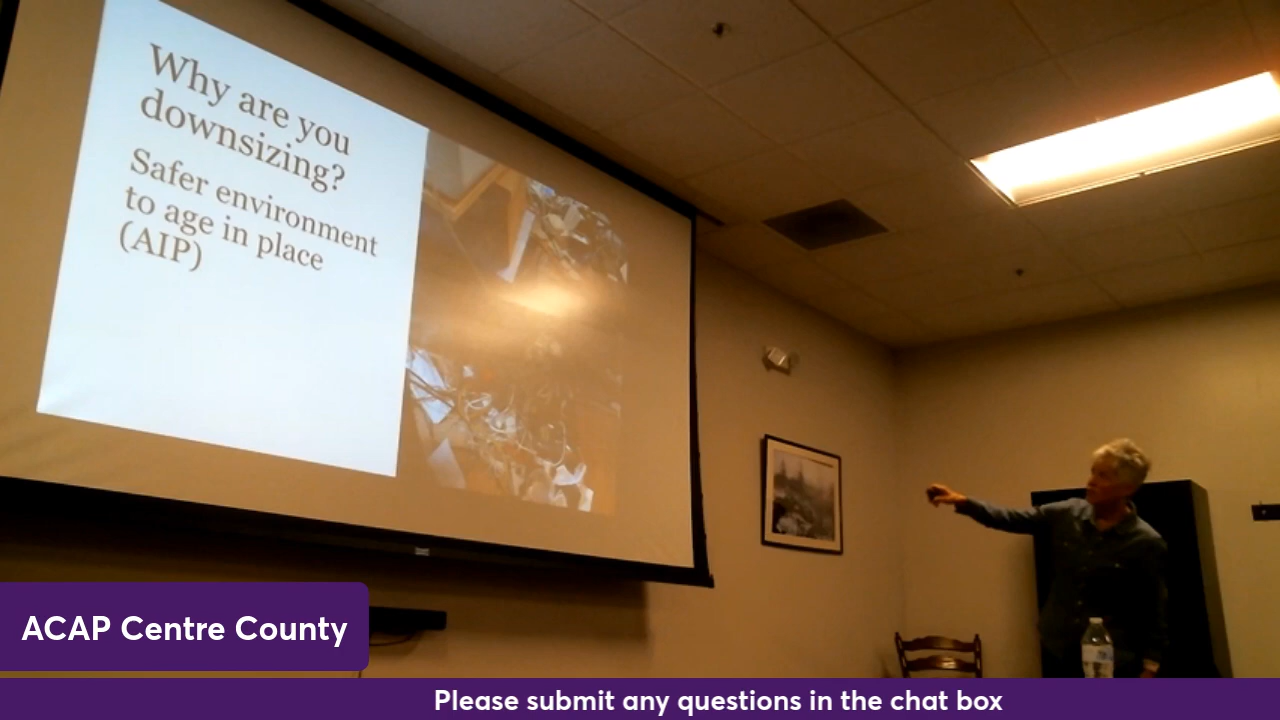 Why are you
downsizing?
Safer environment
to age in place
(AIP)
ACAP Centre County
Please submit any questions in the chat box